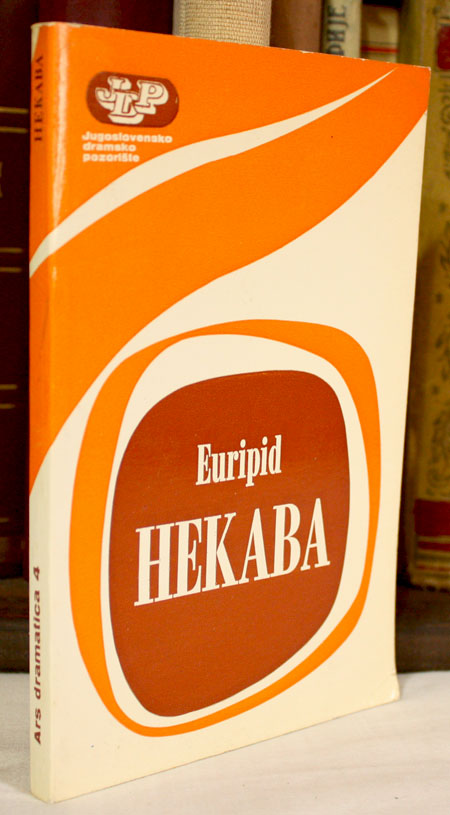 HEKABA
Ars dramatica 4
JDP
Jugoslovensko
dramsko
pozorište
Euripid
HEKABA